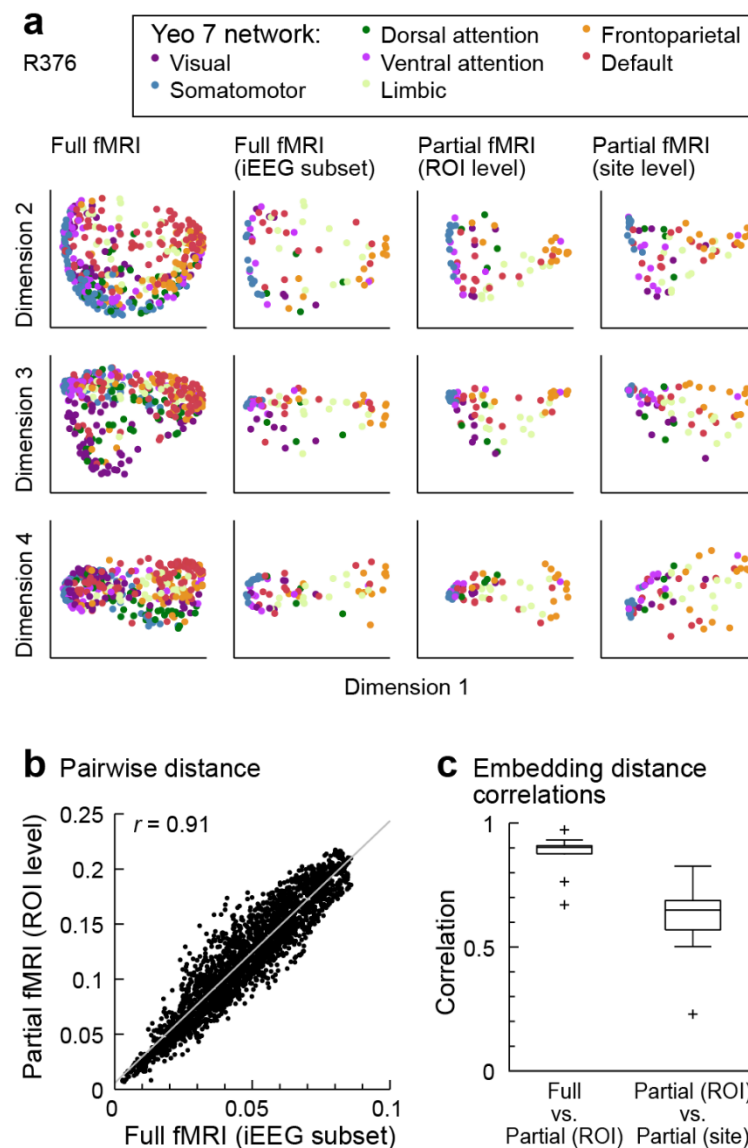 a
R376
Yeo 7 network:
Visual
Somatomotor
Dorsal attention
Ventral attention
Limbic
Frontoparietal
Default
Full fMRI
Full fMRI
(iEEG subset)
Partial fMRI
(ROI level)
Partial fMRI
(site level)
Dimension 2
Dimension 3
Dimension 4
Dimension 1
b Pairwise distance
r = 0.91
Partial fMRI (ROI level)
0.25
0.2
0.15
0.1
0.05
0
0 0.05 0.1
Full fMRI (iEEG subset)
c Embedding distance
correlations
Correlation
1
0.5
0
Full
vs.
Partial (ROI)
Partial (ROI)
vs.
Partial (site)